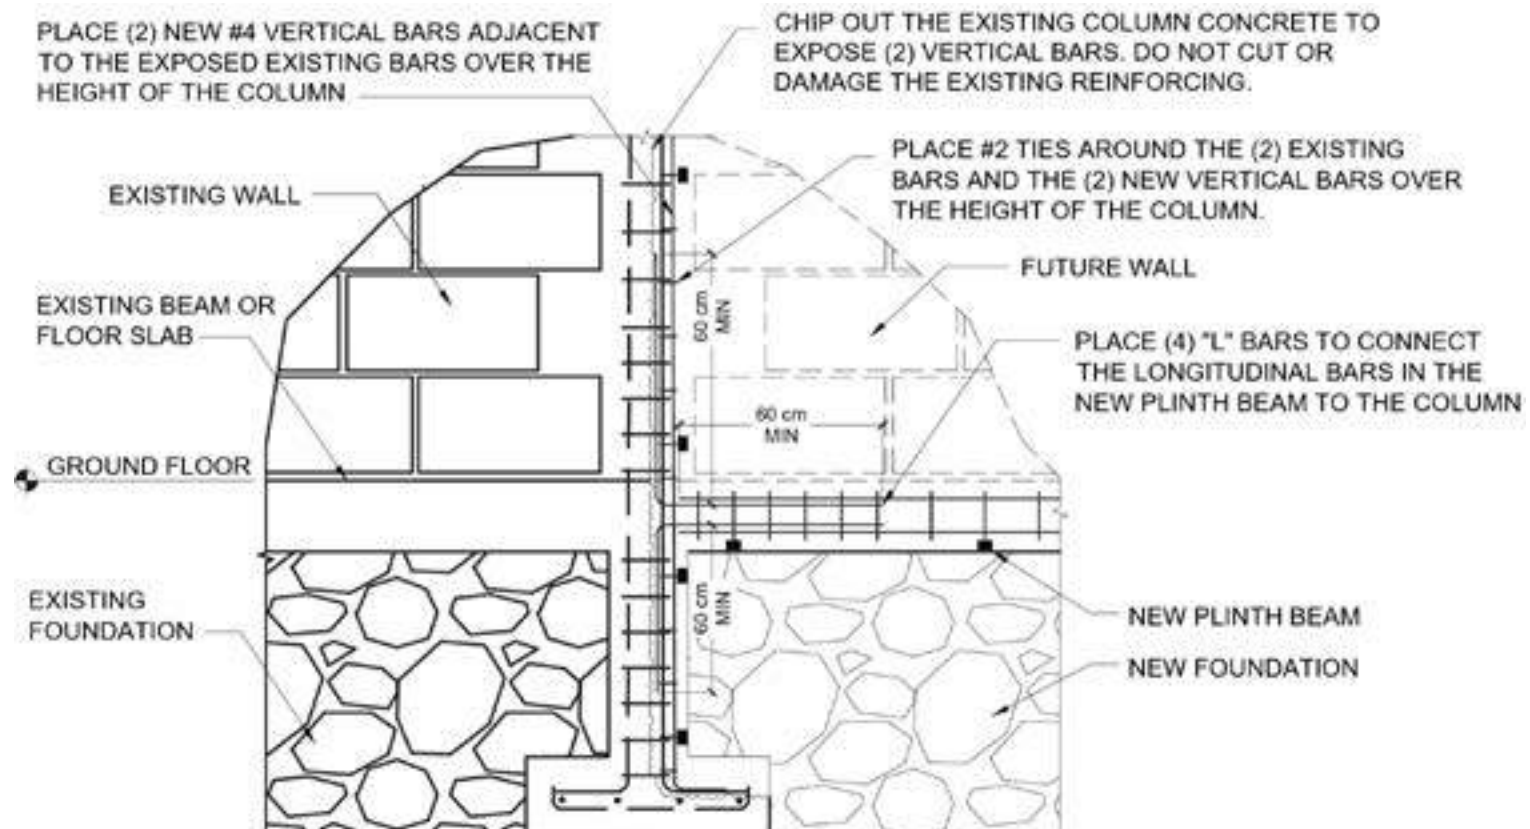 PLACE (2) NEW #4 VERTICAL BARS ADJACENT
TO THE EXPOSED EXISTING BARS OVER THE
HEIGHT OF THE COLUMN
CHIP OUT THE EXISTING COLUMN CONCRETE TO
EXPOSE (2) VERTICAL BARS. DO NOT CUT OR
DAMAGE THE EXISTING REINFORCING.
PLACE #2 TIES AROUND THE (2) EXISTING
BARS AND THE (2) NEW VERTICAL BARS OVER
THE HEIGHT OF THE COLUMN.
EXISTING WALL
FUTURE WALL
EXISTING BEAM OR
FLOOR SLAB
60 cm
MIN
PLACE (4) "L" BARS TO CONNECT
THE LONGITUDINAL BARS IN THE
NEW PLINTH BEAM TO THE COLUMN
60 cm
MIN
GROUND FLOOR
60 cm
MIN
EXISTING
FOUNDATION
NEW PLINTH BEAM
NEW FOUNDATION